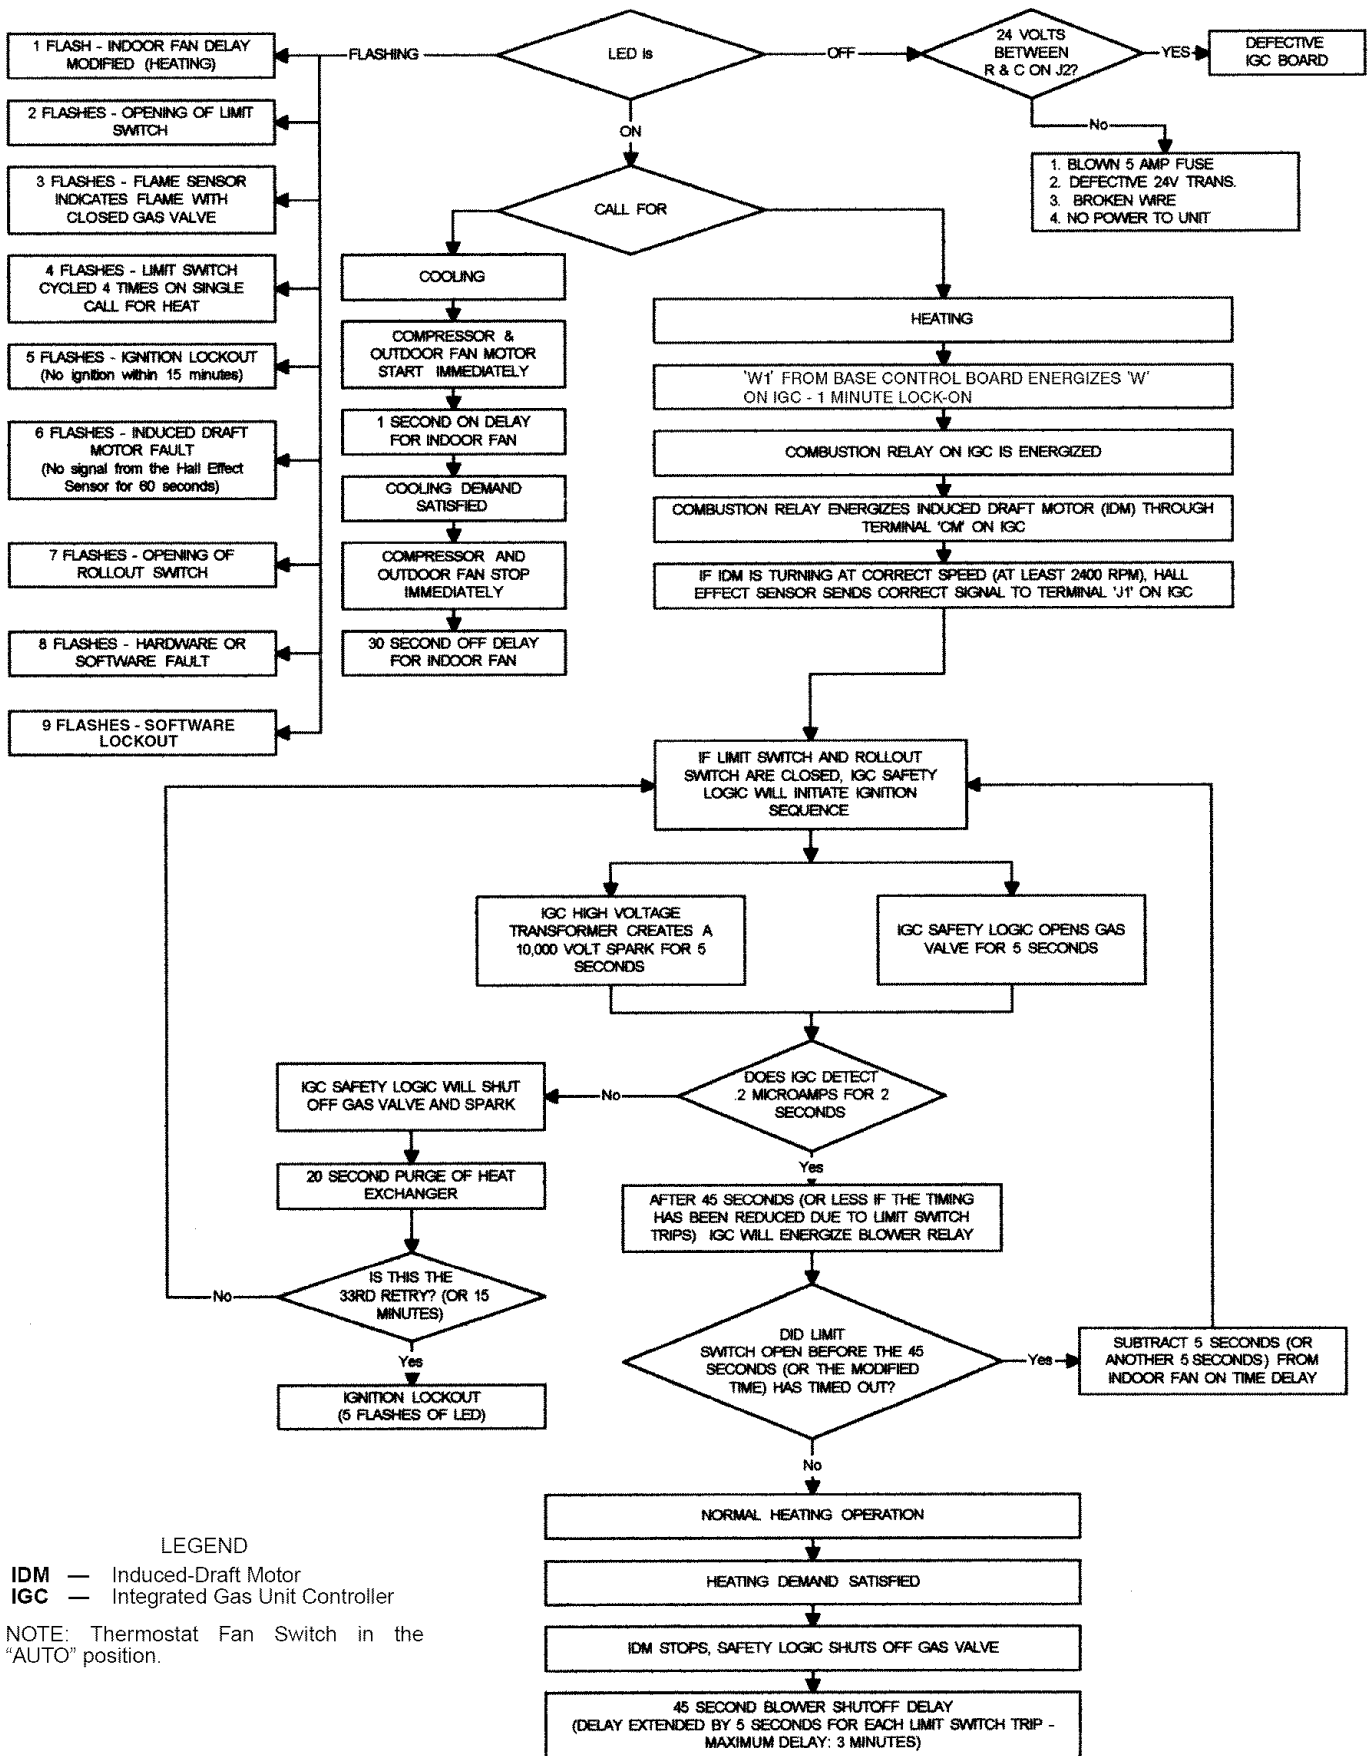 LED is
FLASHING
OFF
ON
24 VOLTS
BETWEEN
R & C ON J2?
YES
DEFECTIVE
IGC BOARD
No
1. BLOWN 5 AMP FUSE
2. DEFECTIVE 24V TRANS.
3. BROKEN WIRE
4. NO POWER TO UNIT
1 FLASH - INDOOR FAN DELAY
MODIFIED (HEATING)
2 FLASHES - OPENING OF LIMIT
SWITCH
3 FLASHES - FLAME SENSOR
INDICATES FLAME WITH
CLOSED GAS VALVE
4 FLASHES - LIMIT SWITCH
CYCLED 4 TIMES ON SINGLE
CALL FOR HEAT
5 FLASHES - IGNITION LOCKOUT
(No ignition within 15 minutes)
6 FLASHES - INDUCED DRAFT
MOTOR FAULT
(No signal from the Hall Effect
Sensor for 60 seconds)
7 FLASHES - OPENING OF
ROLLOUT SWITCH
8 FLASHES - HARDWARE OR
SOFTWARE FAULT
9 FLASHES - SOFTWARE
LOCKOUT
CALL FOR
COOLING
COMPRESSOR &
OUTDOOR FAN MOTOR
START IMMEDIATELY
1 SECOND ON DELAY
FOR INDOOR FAN
COOLING DEMAND
SATISFIED
COMPRESSOR AND
OUTDOOR FAN STOP
IMMEDIATELY
30 SECOND OFF DELAY
FOR INDOOR FAN
HEATING
'W1' FROM BASE CONTROL BOARD ENERGIZES 'W'
ON IGC - 1 MINUTE LOCK-ON
COMBUSTION RELAY ON IGC IS ENERGIZED
COMBUSTION RELAY ENERGIZES INDUCED DRAFT MOTOR (IDM) THROUGH
TERMINAL 'CM' ON IGC
IF IDM IS TURNING AT CORRECT SPEED (AT LEAST 2400 RPM), HALL
EFFECT SENSOR SENDS CORRECT SIGNAL TO TERMINAL 'J1' ON IGC
IF LIMIT SWITCH AND ROLLOUT
SWITCH ARE CLOSED, IGC SAFETY
LOGIC WILL INITIATE IGNITION
SEQUENCE
IGC HIGH VOLTAGE
TRANSFORMER CREATES A
10,000 VOLT SPARK FOR 5
SECONDS
IGC SAFETY LOGIC OPENS GAS
VALVE FOR 5 SECONDS
DOES IGC DETECT
.2 MICROAMPS FOR 2
SECONDS
No
IGC SAFETY LOGIC WILL SHUT
OFF GAS VALVE AND SPARK
20 SECOND PURGE OF HEAT
EXCHANGER
IS THIS THE
33RD RETRY? (OR 15
MINUTES)
No
Yes
IGNITION LOCKOUT
(5 FLASHES OF LED)
Yes
AFTER 45 SECONDS (OR LESS IF THE TIMING
HAS BEEN REDUCED DUE TO LIMIT SWITCH
TRIPS) IGC WILL ENERGIZE BLOWER RELAY
DID LIMIT
SWITCH OPEN BEFORE THE 45
SECONDS (OR THE MODIFIED
TIME) HAS TIMED OUT?
Yes
SUBTRACT 5 SECONDS (OR
ANOTHER 5 SECONDS) FROM
INDOOR FAN ON TIME DELAY
No
NORMAL HEATING OPERATION
HEATING DEMAND SATISFIED
IDM STOPS, SAFETY LOGIC SHUTS OFF GAS VALVE
45 SECOND BLOWER SHUTOFF DELAY
(DELAY EXTENDED BY 5 SECONDS FOR EACH LIMIT SWITCH TRIP -
MAXIMUM DELAY: 3 MINUTES)
LEGEND
IDM — Induced-Draft Motor
IGC — Integrated Gas Unit Controller
NOTE: Thermostat Fan Switch in the
“AUTO” position.